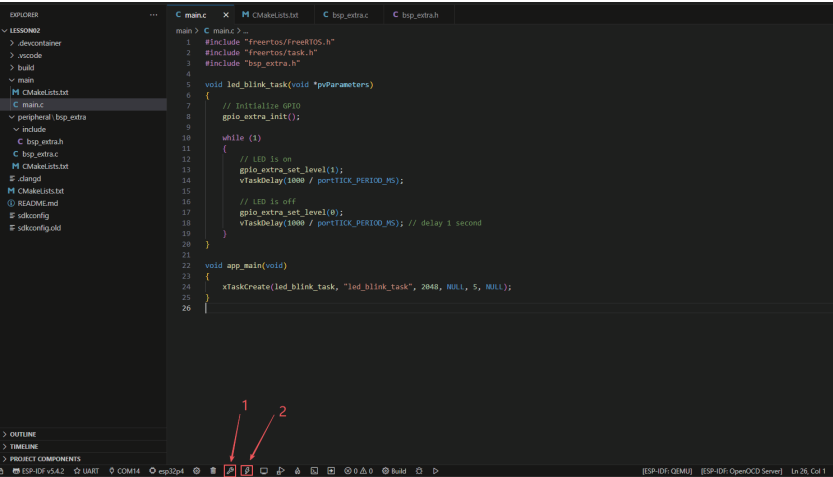 EXPLORER
LESSON02
.devcontainer
.vscode
build
main
CMakeLists.txt
main.c
peripheral \ bsp_extra
include
bsp_extra.h
bsp_extra.c
CMakeLists.txt
.clangd
CMakeLists.txt
README.md
sdkconfig
sdkconfig.old
OUTLINE
TIMELINE
PROJECT COMPONENTS
C main.c X M CMakeLists.txt C bsp_extra.c C bsp_extra.h
main > C main.c > ...
1 #include "freertos/FreeRTOS.h"
2 #include "freertos/task.h"
3 #include "bsp_extra.h"
4
5 void led_blink_task(void *pvParameters)
6 {
7 // Initialize GPIO
8 gpio_extra_init();
9
10 while (1)
11 {
12 // LED is on
13 gpio_extra_set_level(1);
14 vTaskDelay(1000 / portTICK_PERIOD_MS);
15
16 // LED is off
17 gpio_extra_set_level(0);
18 vTaskDelay(1000 / portTICK_PERIOD_MS); // delay 1 second
19 }
20 }
21
22 void app_main(void)
23 {
24 xTaskCreate(led_blink_task, "led_blink_task", 2048, NULL, 5, NULL);
25 }
26
1
2
ESP-IDF v5.4.2 UART COM14 esp32p4 0 0 Build [ESP-IDF: QEMU] [ESP-IDF: OpenOCD Server] Ln 26, Col 1